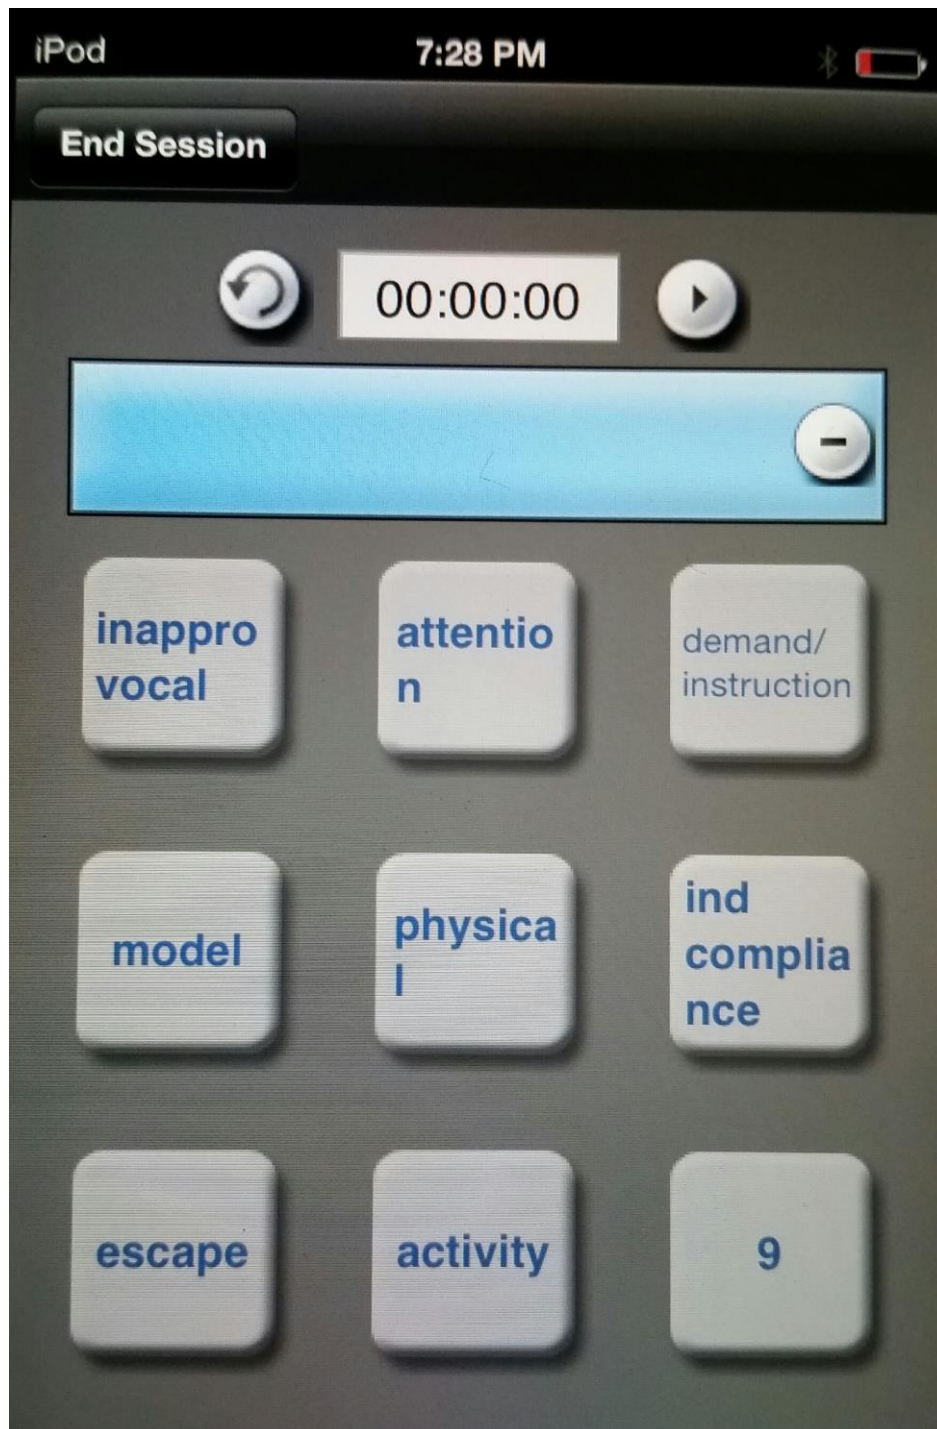 iPod 7:28 PM
End Session
00:00:00
inappro attentio demand/
vocal n instruction
model physica ind
l complia
nce
escape activity 9